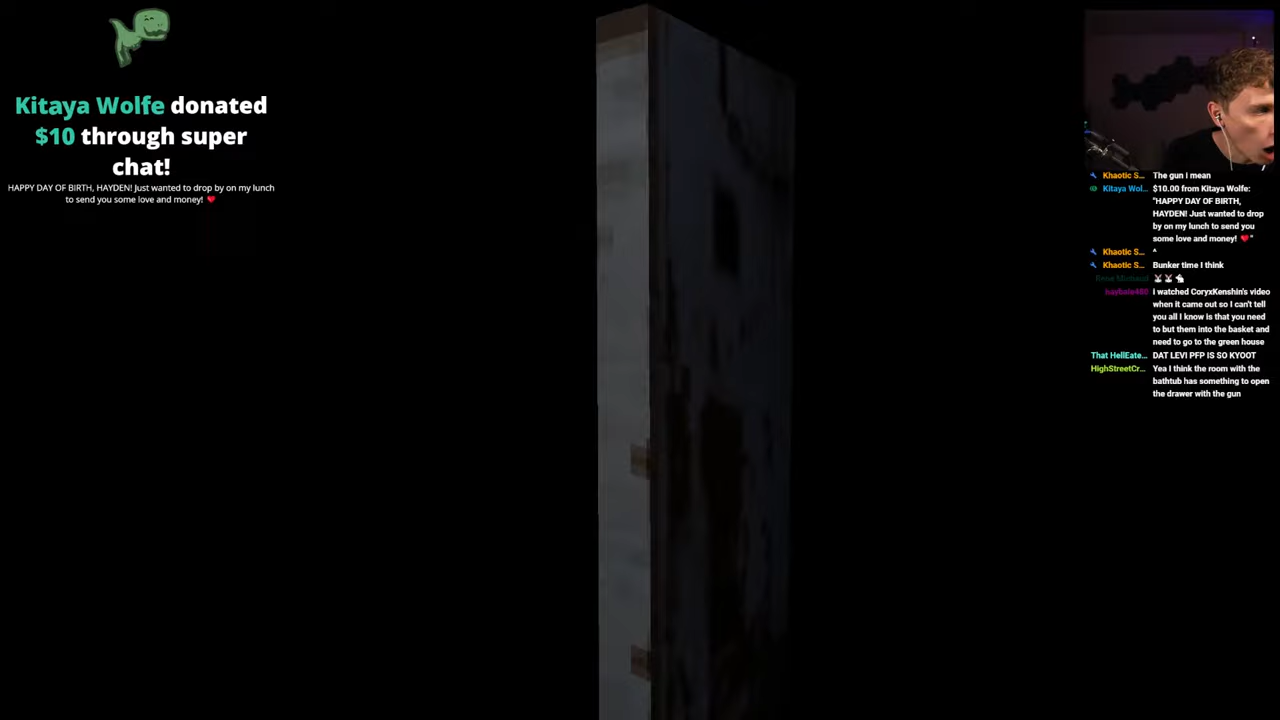 Kitaya Wolfe donated
$10 through super
chat!
HAPPY DAY OF BIRTH, HAYDEN! Just wanted to drop by on my lunch
to send you some love and money! ❤
Khaotic S... The gun i mean
Kitaya Wol... $10.00 from Kitaya Wolfe:
"HAPPY DAY OF BIRTH,
HAYDEN! Just wanted to drop
by on my lunch to send you
some love and money! ❤"
Khaotic S... ^
Khaotic S... Bunker time I think
i watched CoryxKenshin's video
when it came out so I can't tell
you all I know is that you need
to but them into the basket and
need to go to the green house
That HellEate... DAT LEVI PFP IS SO KYOOT
HighStreetCr... Yea I think the room with the
bathtub has something to open
the drawer with the gun